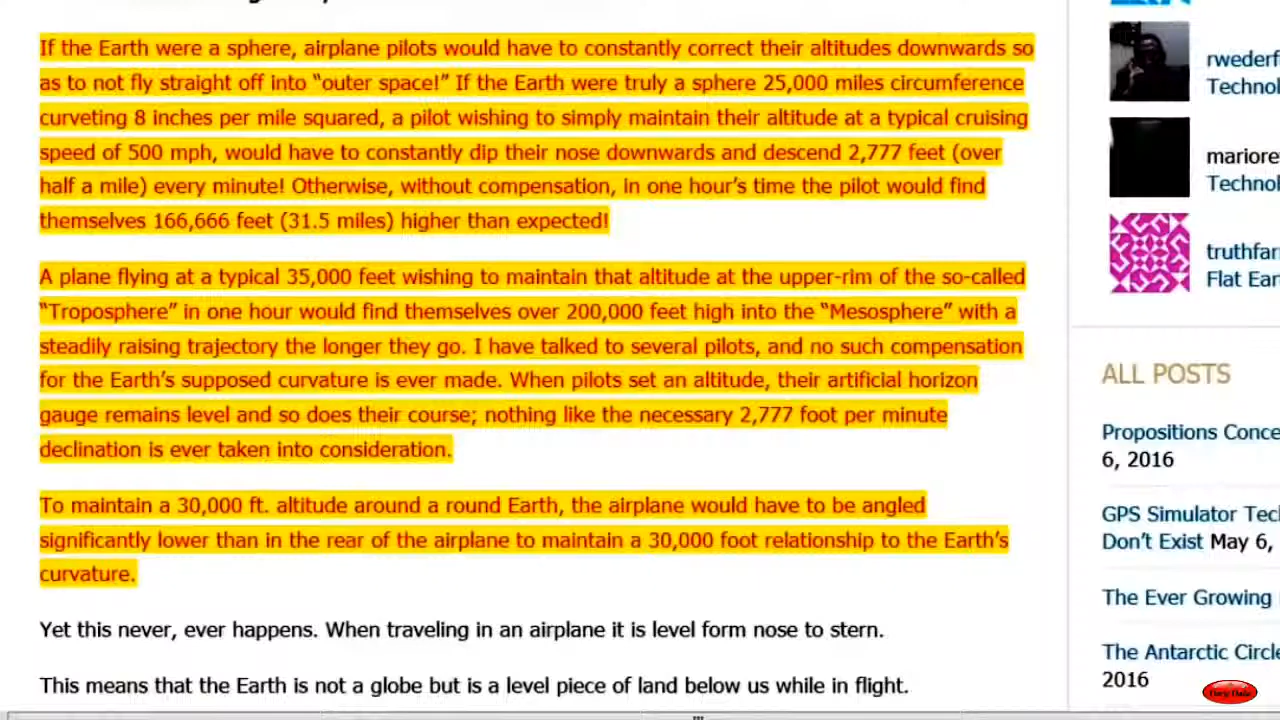 If the Earth were a sphere, airplane pilots would have to constantly correct their altitudes downwards so
as to not fly straight off into “outer space!” If the Earth were truly a sphere 25,000 miles circumference
curveting 8 inches per mile squared, a pilot wishing to simply maintain their altitude at a typical cruising
speed of 500 mph, would have to constantly dip their nose downwards and descend 2,777 feet (over
half a mile) every minute! Otherwise, without compensation, in one hour’s time the pilot would find
themselves 166,666 feet (31.5 miles) higher than expected!
A plane flying at a typical 35,000 feet wishing to maintain that altitude at the upper-rim of the so-called
“Troposphere” in one hour would find themselves over 200,000 feet high into the “Mesosphere” with a
steadily raising trajectory the longer they go. I have talked to several pilots, and no such compensation
for the Earth’s supposed curvature is ever made. When pilots set an altitude, their artificial horizon
gauge remains level and so does their course; nothing like the necessary 2,777 foot per minute
declination is ever taken into consideration.
To maintain a 30,000 ft. altitude around a round Earth, the airplane would have to be angled
significantly lower than in the rear of the airplane to maintain a 30,000 foot relationship to the Earth’s
curvature.
Yet this never, ever happens. When traveling in an airplane it is level form nose to stern.
This means that the Earth is not a globe but is a level piece of land below us while in flight.
rwederf
Technol
mariore
Technol
truthfar
Flat Ear
ALL POSTS
Propositions Conce
6, 2016
GPS Simulator Tec
Don’t Exist May 6,
The Ever Growing
The Antarctic Circle
2016